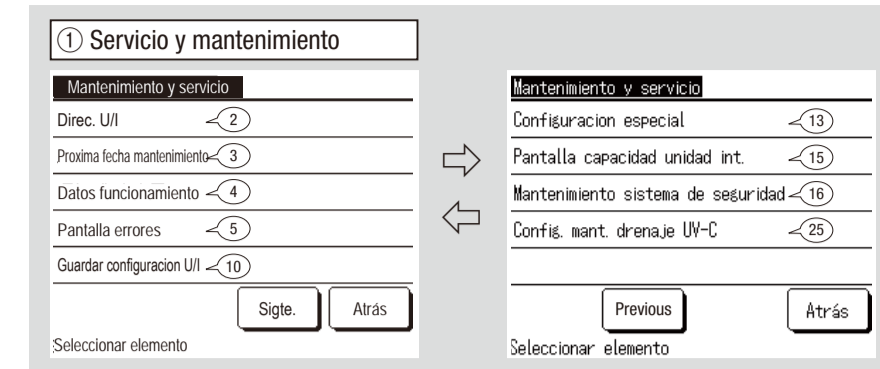 ① Servicio y mantenimiento
Mantenimiento y servicio
Direc. U/I 2
Proxima fecha mantenimiento 3
Datos funcionamiento 4
Pantalla errores 5
Guardar configuracion U/I 10
Sigte. Atrás
Seleccionar elemento
Mantenimiento y servicio
Configuracion especial 13
Pantalla capacidad unidad int. 15
Mantenimiento sistema de seguridad 16
Config. mant. drenaje UV-C 25
Previous Atrás
Seleccionar elemento